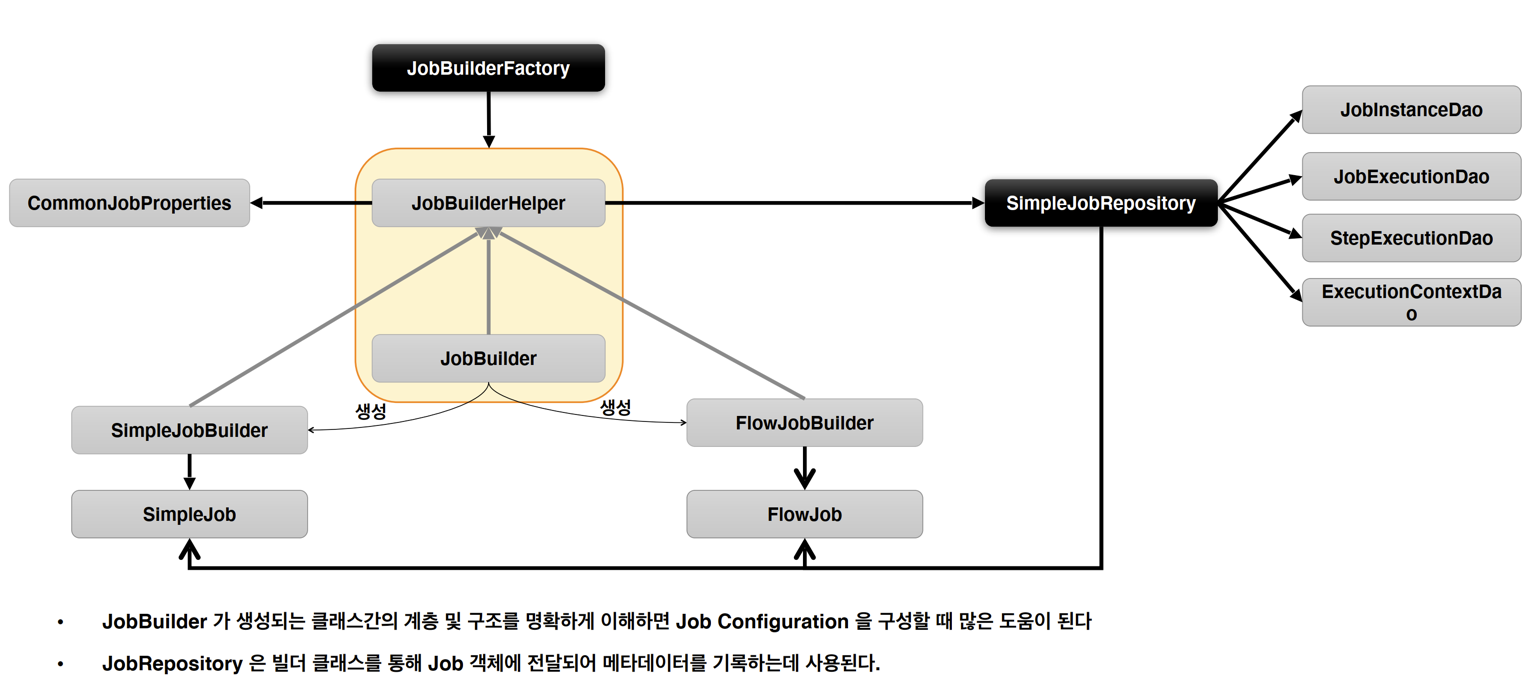 JobBuilderFactory
JobInstanceDao
JobExecutionDao
CommonJobProperties
JobBuilderHelper
SimpleJobRepository
StepExecutionDao
ExecutionContextDa
o
JobBuilder
생성
생성
SimpleJobBuilder
FlowJobBuilder
SimpleJob
FlowJob
• JobBuilder 가 생성되는 클래스간의 계층 및 구조를 명확하게 이해하면 Job Configuration 을 구성할 때 많은 도움이 된다
• JobRepository 은 빌더 클래스를 통해 Job 객체에 전달되어 메타데이터를 기록하는데 사용된다.